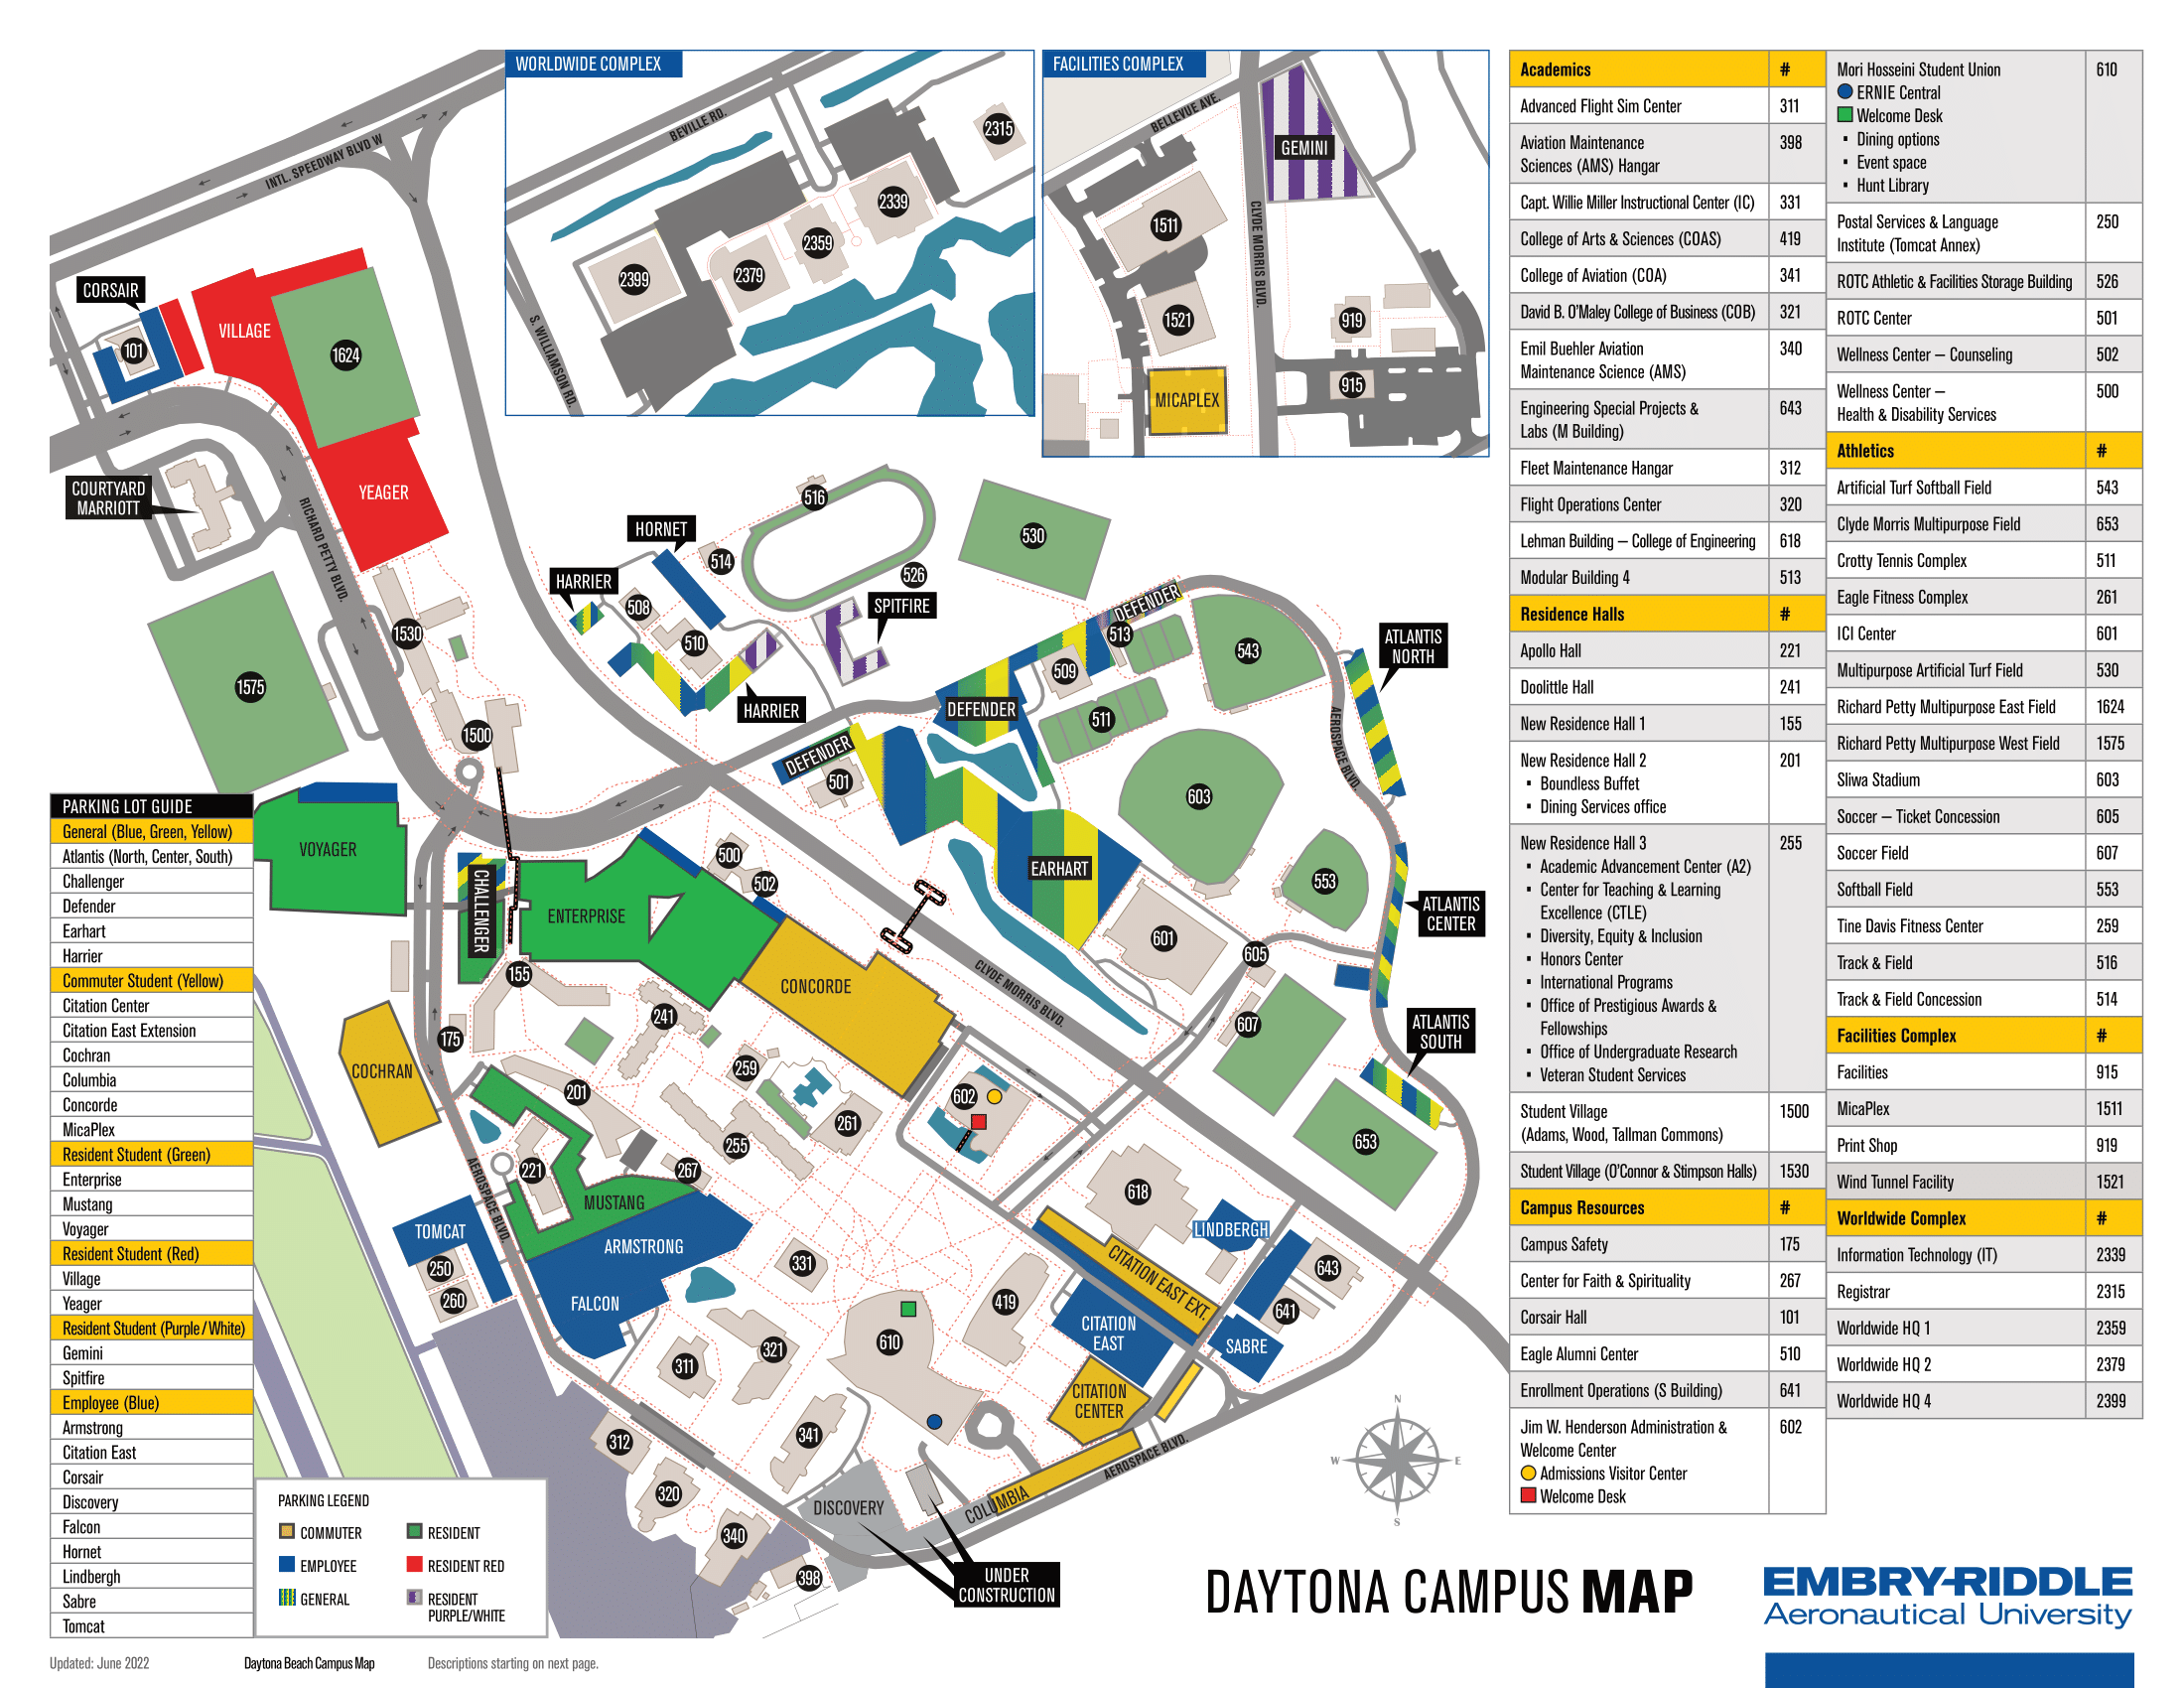 WORLDWIDE COMPLEX
BEVILLE RD.
S. WILLIAMSON RD.
2315
2339
2359
2379
2399
FACILITIES COMPLEX
BELLEVUE AVE.
CLYDE MORRIS BLVD.
GEMINI
1511
1521
919
915
MICAPLEX
INTL. SPEEDWAY BLVD W
CORSAIR
101
VILLAGE
1624
YEAGER
COURTYARD
MARRIOTT
RICHARD PETTY BLVD.
1575
1530
1500
HORNET
HARRIER
508
514
510
516
526
SPITFIRE
HARRIER
530
DEFENDER
513
509
511
543
DEFENDER
DEFENDER
501
603
553
EARHART
601
605
607
653
ATLANTIS
NORTH
AEROSPACE BLVD.
ATLANTIS
CENTER
ATLANTIS
SOUTH
VOYAGER
CHALLENGER
ENTERPRISE
500
502
CONCORDE
CLYDE MORRIS BLVD.
155
175
COCHRAN
241
259
201
255
261
267
221
602
618
MUSTANG
AEROSPACE BLVD.
TOMCAT
250
260
ARMSTRONG
FALCON
331
419
610
311
321
341
312
320
340
398
LINDBERGH
CITATION EAST EXT.
CITATION
EAST
CITATION
CENTER
SABRE
643
641
COLUMBIA
AEROSPACE BLVD.
DISCOVERY
UNDER
CONSTRUCTION
N
W
E
S
PARKING LOT GUIDE
General (Blue, Green, Yellow)
Atlantis (North, Center, South)
Challenger
Defender
Earhart
Harrier
Commuter Student (Yellow)
Citation Center
Citation East Extension
Cochran
Columbia
Concorde
MicaPlex
Resident Student (Green)
Enterprise
Mustang
Voyager
Resident Student (Red)
Village
Yeager
Resident Student (Purple/White)
Gemini
Spitfire
Employee (Blue)
Armstrong
Citation East
Corsair
Discovery
Falcon
Hornet
Lindbergh
Sabre
Tomcat
PARKING LEGEND
COMMUTER
RESIDENT
EMPLOYEE
RESIDENT RED
GENERAL
RESIDENT
PURPLE/WHITE
Academics #
Advanced Flight Sim Center 311
Aviation Maintenance 398
Sciences (AMS) Hangar
Capt. Willie Miller Instructional Center (IC) 331
College of Arts & Sciences (COAS) 419
College of Aviation (COA) 341
David B. O'Maley College of Business (COB) 321
Emil Buehler Aviation 340
Maintenance Science (AMS)
Engineering Special Projects & 643
Labs (M Building)
Fleet Maintenance Hangar 312
Flight Operations Center 320
Lehman Building – College of Engineering 618
Modular Building 4 513
Residence Halls #
Apollo Hall 221
Doolittle Hall 241
New Residence Hall 1 155
New Residence Hall 2 201
▪ Boundless Buffet
▪ Dining Services office
New Residence Hall 3 255
▪ Academic Advancement Center (A2)
▪ Center for Teaching & Learning
Excellence (CTLE)
▪ Diversity, Equity & Inclusion
▪ Honors Center
▪ International Programs
▪ Office of Prestigious Awards &
Fellowships
▪ Office of Undergraduate Research
▪ Veteran Student Services
Student Village 1500
(Adams, Wood, Tallman Commons)
Student Village (O'Connor & Stimpson Halls) 1530
Campus Resources #
Campus Safety 175
Center for Faith & Spirituality 267
Corsair Hall 101
Eagle Alumni Center 510
Enrollment Operations (S Building) 641
Jim W. Henderson Administration & 602
Welcome Center
Admissions Visitor Center
Welcome Desk
Mori Hosseini Student Union 610
ERNIE Central
Welcome Desk
▪ Dining options
▪ Event space
▪ Hunt Library
Postal Services & Language 250
Institute (Tomcat Annex)
ROTC Athletic & Facilities Storage Building 526
ROTC Center 501
Wellness Center – Counseling 502
Wellness Center – 500
Health & Disability Services
Athletics #
Artificial Turf Softball Field 543
Clyde Morris Multipurpose Field 653
Crotty Tennis Complex 511
Eagle Fitness Complex 261
ICI Center 601
Multipurpose Artificial Turf Field 530
Richard Petty Multipurpose East Field 1624
Richard Petty Multipurpose West Field 1575
Sliwa Stadium 603
Soccer – Ticket Concession 605
Soccer Field 607
Softball Field 553
Tine Davis Fitness Center 259
Track & Field 516
Track & Field Concession 514
Facilities Complex #
Facilities 915
MicaPlex 1511
Print Shop 919
Wind Tunnel Facility 1521
Worldwide Complex #
Information Technology (IT) 2339
Registrar 2315
Worldwide HQ 1 2359
Worldwide HQ 2 2379
Worldwide HQ 4 2399
DAYTONA CAMPUS MAP
EMBRY-RIDDLE
Aeronautical University
Updated: June 2022
Daytona Beach Campus Map
Descriptions starting on next page.